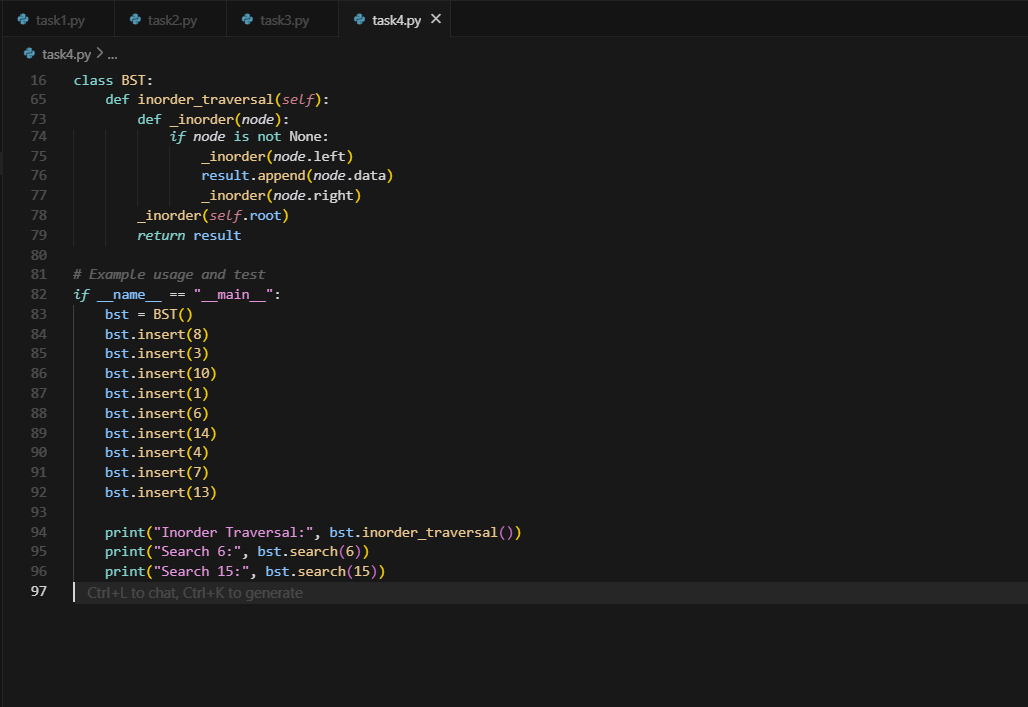 task1.py task2.py task3.py task4.py
task4.py > ...
16 class BST:
65     def inorder_traversal(self):
73         def _inorder(node):
74             if node is not None:
75                 _inorder(node.left)
76                 result.append(node.data)
77                 _inorder(node.right)
78         _inorder(self.root)
79         return result
80
81 # Example usage and test
82 if __name__ == "__main__":
83     bst = BST()
84     bst.insert(8)
85     bst.insert(3)
86     bst.insert(10)
87     bst.insert(1)
88     bst.insert(6)
89     bst.insert(14)
90     bst.insert(4)
91     bst.insert(7)
92     bst.insert(13)
93
94     print("Inorder Traversal:", bst.inorder_traversal())
95     print("Search 6:", bst.search(6))
96     print("Search 15:", bst.search(15))
97 Ctrl+L to chat, Ctrl+K to generate